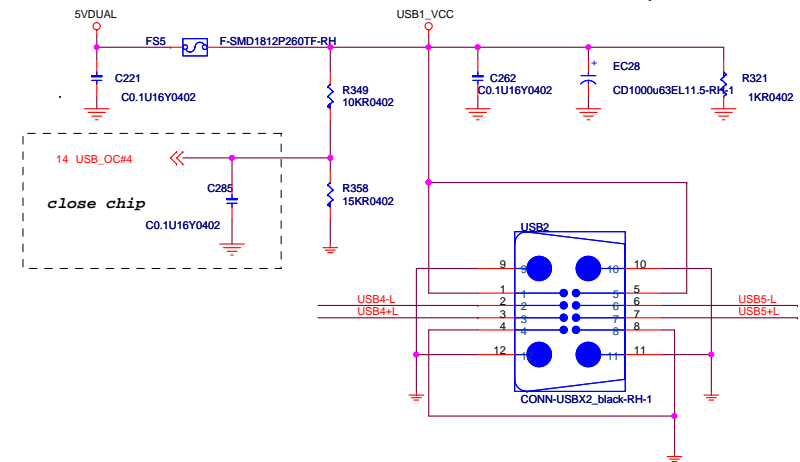 5VDUAL
USB1_VCC
FS5
F-SMD1812P260TF-RH
C221
C0.1U16Y0402
R349
10KR0402
C262
C0.1U16Y0402
EC28
+
CD1000u63EL11.5-RH-1
R321
1KR0402
14 USB_OC#4
close chip
C285
C0.1U16Y0402
R358
15KR0402
USB2
9 9 10 10
1 1 5 5
USB4-L 2 2 6 6 USB5-L
USB4+L 3 3 7 7 USB5+L
4 4 8 8
12 11 11
CONN-USBX2_black-RH-1